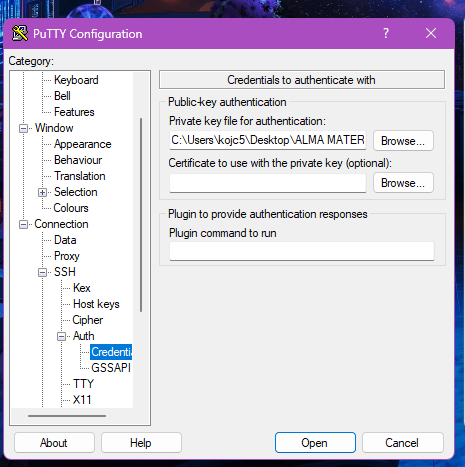 PuTTY Configuration
?
Category:
Keyboard
Bell
Features
Window
Appearance
Behaviour
Translation
Selection
Colours
Connection
Data
Proxy
SSH
Kex
Host keys
Cipher
Auth
Credenti
GSSAPI
TTY
X11
Credentials to authenticate with
Public-key authentication
Private key file for authentication:
C:\Users\kojc5\Desktop\ALMA MATER
Browse...
Certificate to use with the private key (optional):
Browse...
Plugin to provide authentication responses
Plugin command to run
About
Help
Open
Cancel